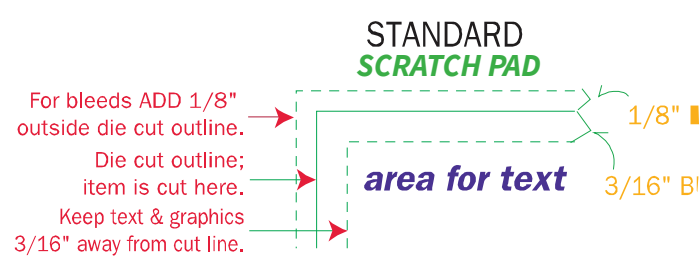 STANDARD
SCRATCH PAD
For bleeds ADD 1/8"
outside die cut outline.
Die cut outline;
item is cut here.
Keep text & graphics
3/16" away from cut line.
area for text
1/8"
3/16"